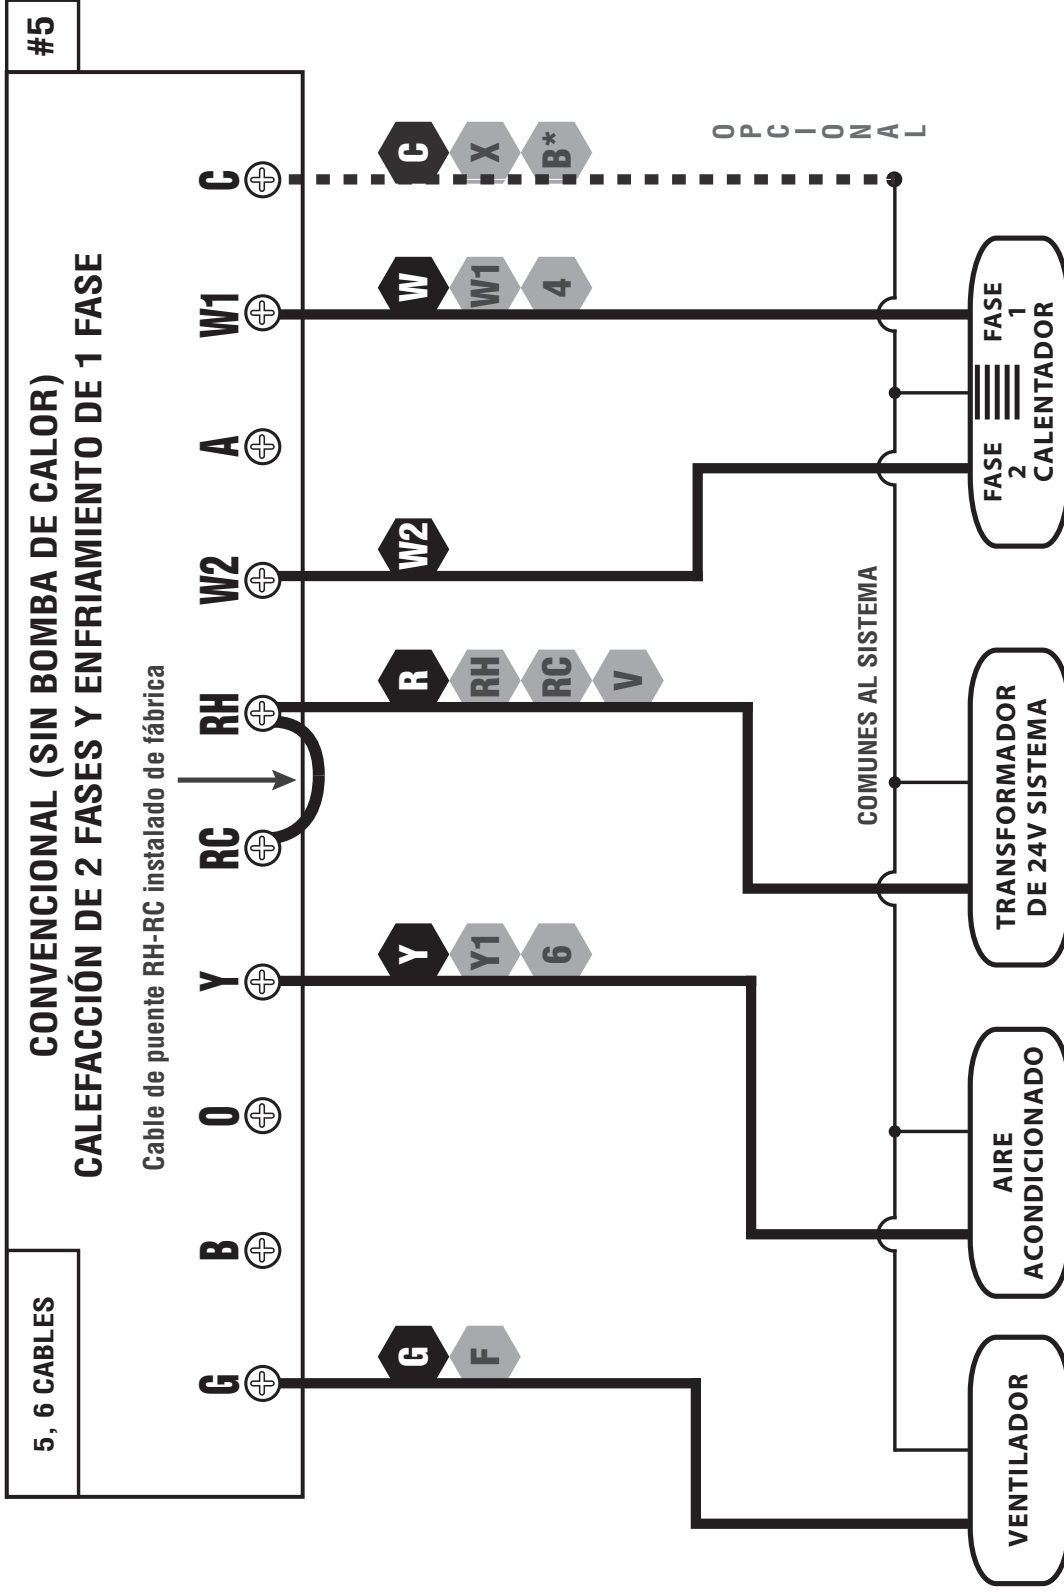 5, 6 CABLES
#5
CONVENCIONAL (SIN BOMBA DE CALOR)
CALEFACCIÓN DE 2 FASES Y ENFRIAMIENTO DE 1 FASE
Cable de puente RH-RC instalado de fábrica
G B O Y RC RH W2 A W1 C
G Y R W2 W C
F Y1 RH W1 X
6 RC 4 B*
V
OPCIONAL
COMUNES AL SISTEMA
VENTILADOR
AIRE
ACONDICIONADO
TRANSFORMADOR
DE 24V SISTEMA
FASE FASE
2 1
CALENTADOR